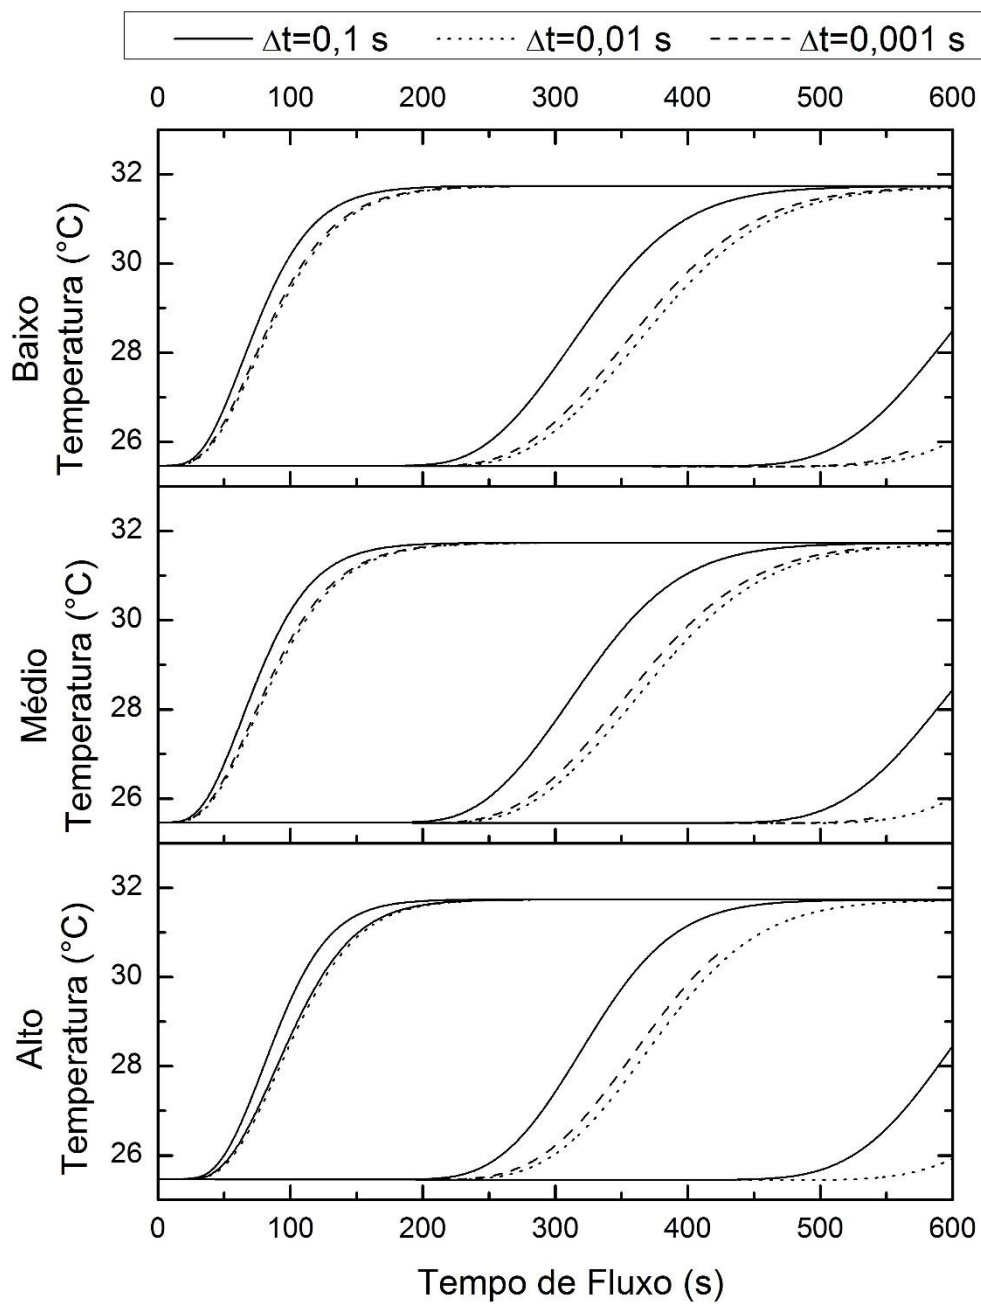 Δt=0,1 s Δt=0,01 s Δt=0,001 s
0 100 200 300 400 500 600
32
30
28
26
Baixo
Temperatura (°C)
32
30
28
26
Médio
Temperatura (°C)
32
30
28
26
Alto
Temperatura (°C)
0 100 200 300 400 500 600
Tempo de Fluxo (s)